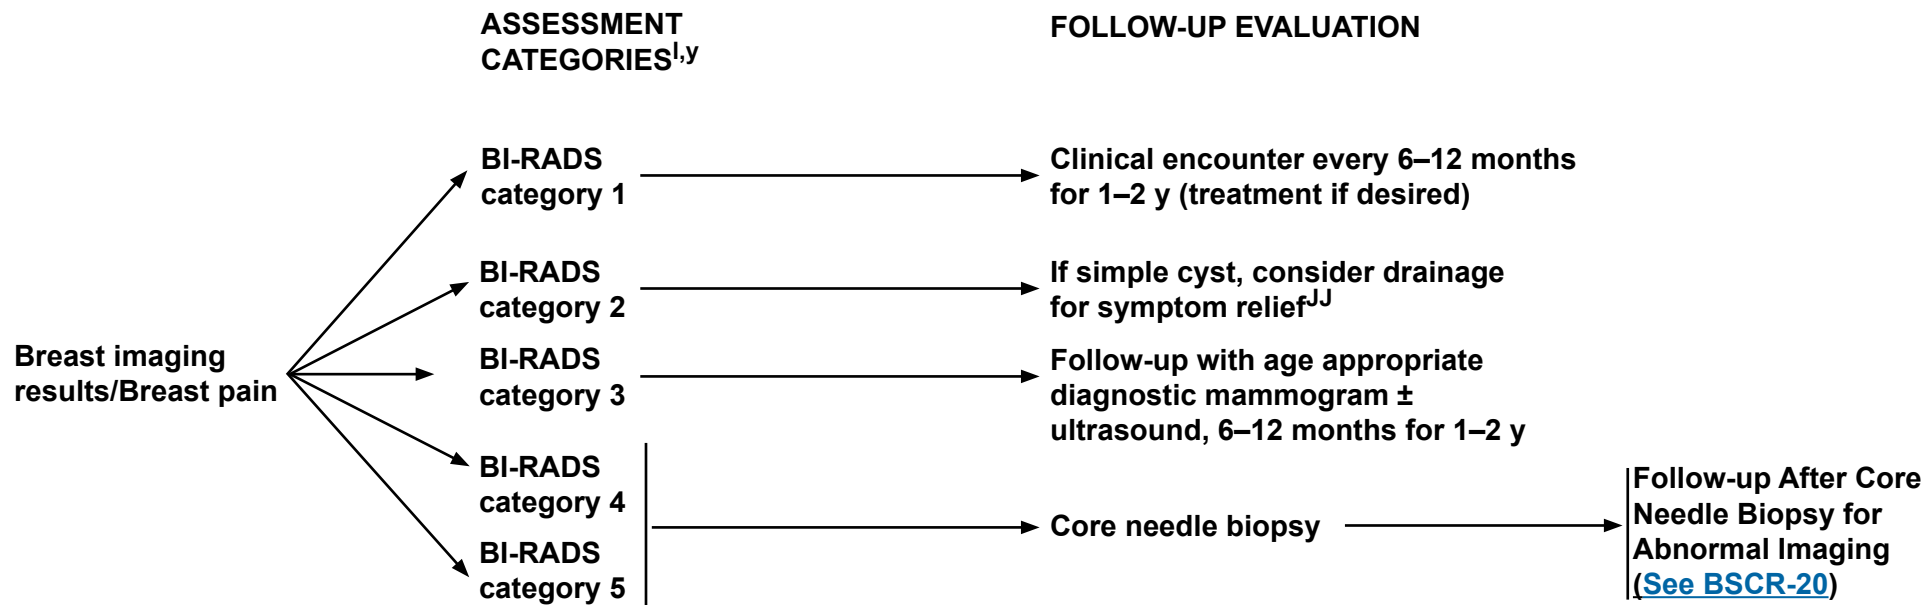 ASSESSMENT
CATEGORIESl,y
FOLLOW-UP EVALUATION
BI-RADS
category 1
Clinical encounter every 6–12 months
for 1–2 y (treatment if desired)
BI-RADS
category 2
If simple cyst, consider drainage
for symptom reliefJJ
Breast imaging
results/Breast pain
BI-RADS
category 3
Follow-up with age appropriate
diagnostic mammogram ±
ultrasound, 6–12 months for 1–2 y
BI-RADS
category 4
BI-RADS
category 5
Core needle biopsy
Follow-up After Core
Needle Biopsy for
Abnormal Imaging
(See BSCR-20)